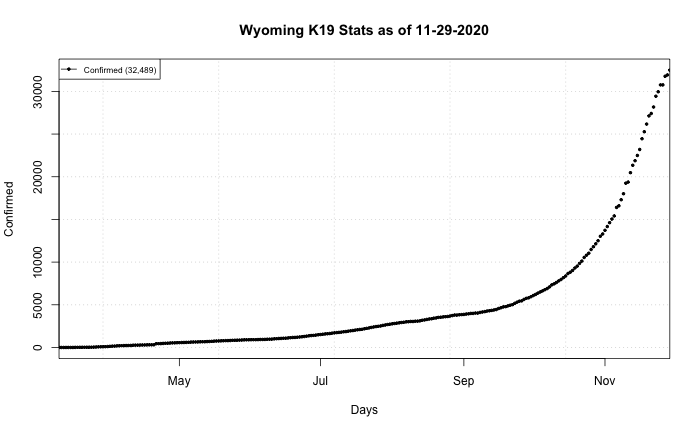 Wyoming K19 Stats as of 11-29-2020
Confirmed (32,489)
Confirmed
30000
20000
10000
5000
0
May
Jul
Sep
Nov
Days